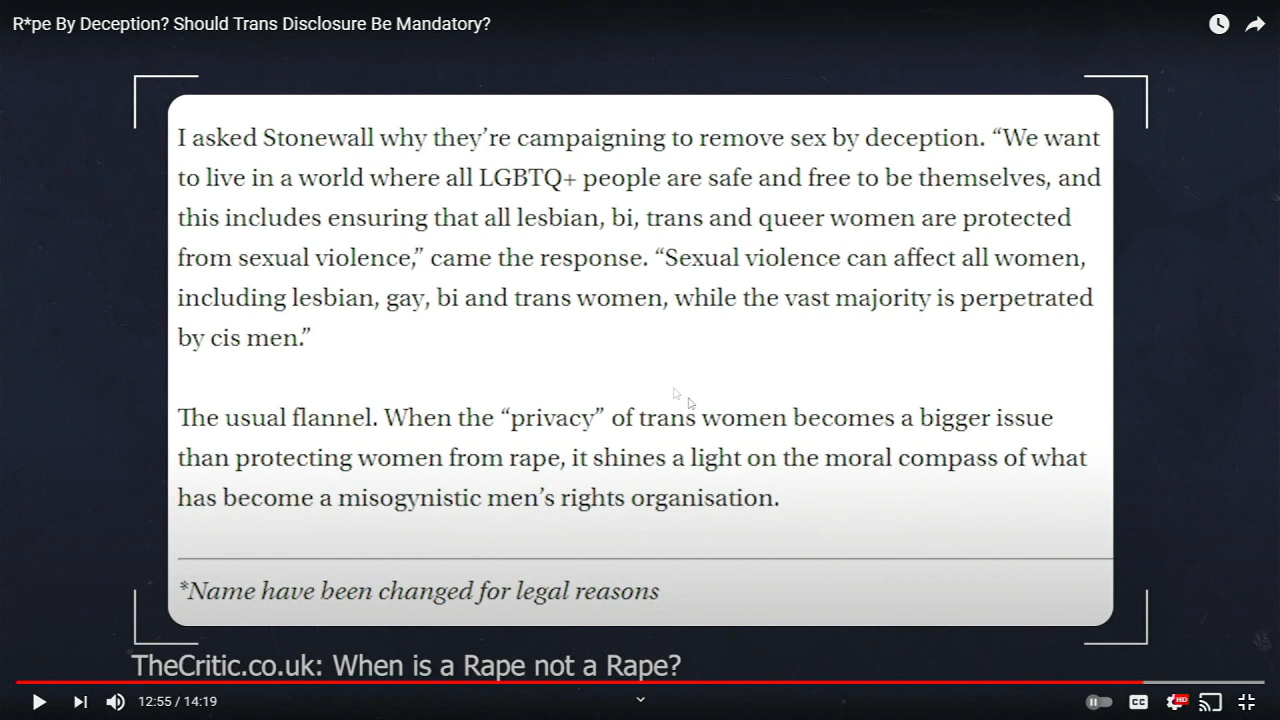 R*pe By Deception? Should Trans Disclosure Be Mandatory?
I asked Stonewall why they’re campaigning to remove sex by deception. “We want
to live in a world where all LGBTQ+ people are safe and free to be themselves, and
this includes ensuring that all lesbian, bi, trans and queer women are protected
from sexual violence,” came the response. “Sexual violence can affect all women,
including lesbian, gay, bi and trans women, while the vast majority is perpetrated
by cis men.”
The usual flannel. When the “privacy” of trans women becomes a bigger issue
than protecting women from rape, it shines a light on the moral compass of what
has become a misogynistic men’s rights organisation.
*Name have been changed for legal reasons
TheCritic.co.uk: When is a Rape not a Rape?
12:55 / 14:19
CC
HD